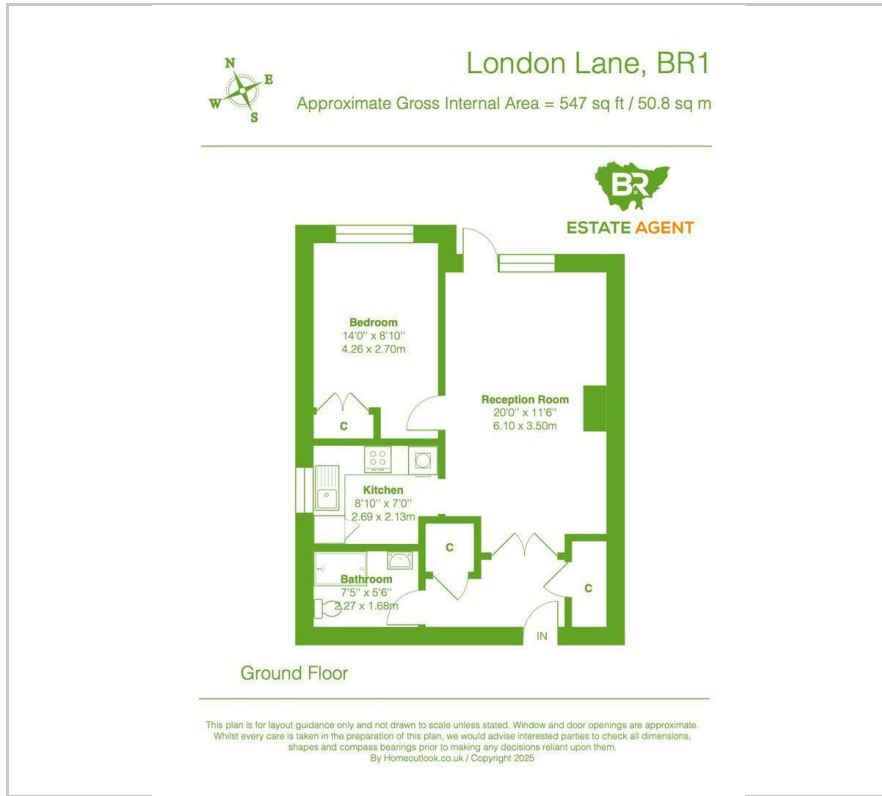 N
E
W
S
London Lane, BR1
Approximate Gross Internal Area = 547 sq ft / 50.8 sq m
BR
ESTATE AGENT
Bedroom
14'0'' x 8'10''
4.26 x 2.70m
C
Reception Room
20'0'' x 11'6''
6.10 x 3.50m
Kitchen
8'10'' x 7'0''
2.69 x 2.13m
C
Bathroom
7'5'' x 5'6''
2.27 x 1.68m
C
IN
Ground Floor
This plan is for layout guidance only and not drawn to scale unless stated. Window and door openings are approximate.
Whilst every care is taken in the preparation of this plan, we would advise interested parties to check all dimensions,
shapes and compass bearings prior to making any decisions reliant upon them.
By Homeoutlook.co.uk / Copyright 2025